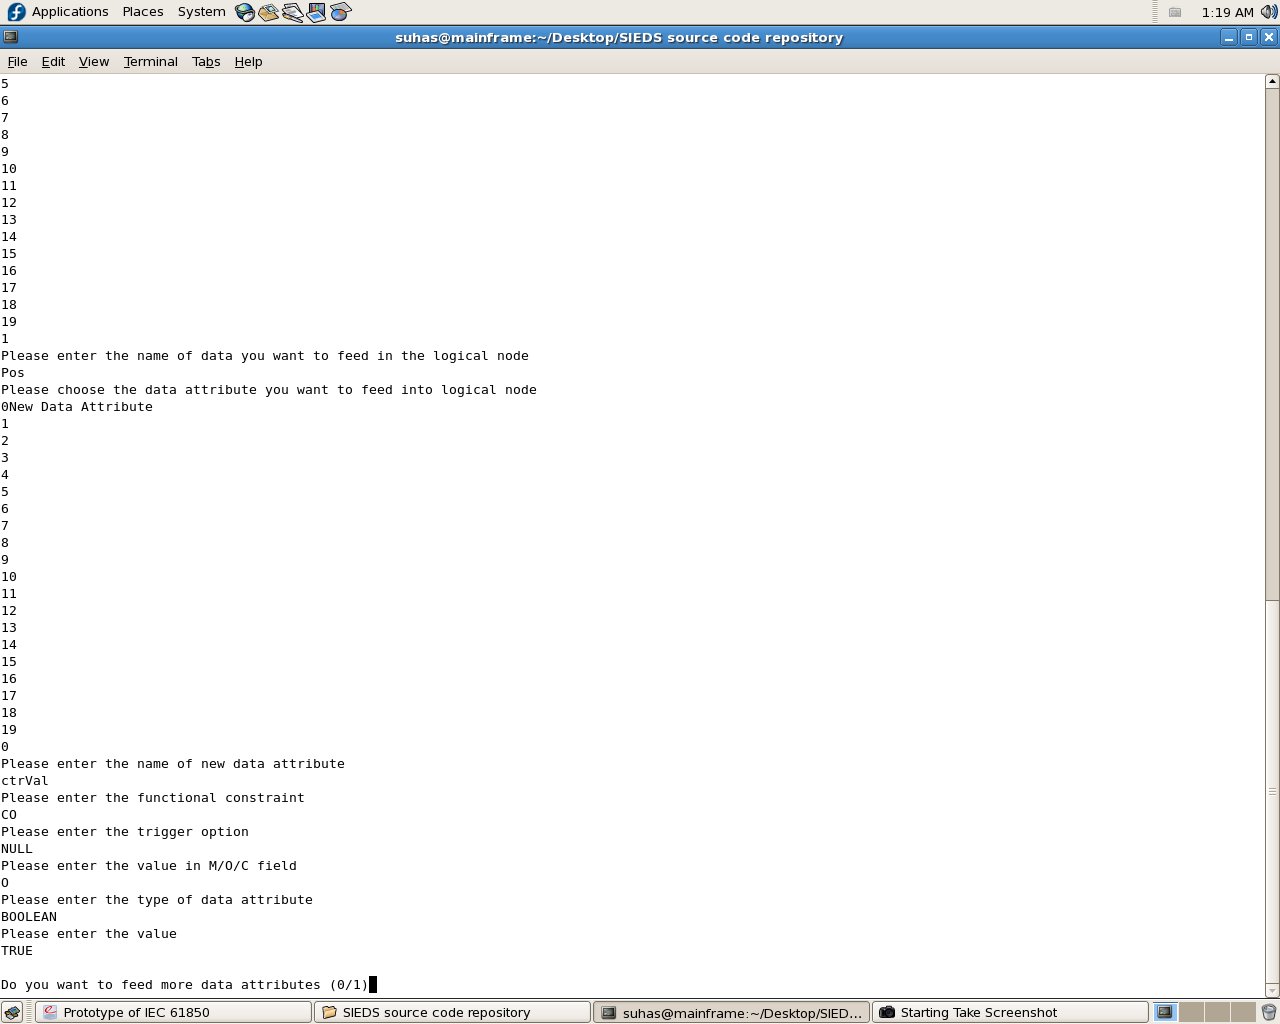 Applications Places System 1:19 AM
suhas@mainframe:~/Desktop/SIEDS source code repository
File Edit View Terminal Tabs Help
5
6
7
8
9
10
11
12
13
14
15
16
17
18
19
1
Please enter the name of data you want to feed in the logical node
Pos
Please choose the data attribute you want to feed into logical node
0New Data Attribute
1
2
3
4
5
6
7
8
9
10
11
12
13
14
15
16
17
18
19
0
Please enter the name of new data attribute
ctrVal
Please enter the functional constraint
CO
Please enter the trigger option
NULL
Please enter the value in M/O/C field
O
Please enter the type of data attribute
BOOLEAN
Please enter the value
TRUE
Do you want to feed more data attributes (0/1)
Prototype of IEC 61850 SIEDS source code repository suhas@mainframe:~/Desktop/SIED... Starting Take Screenshot